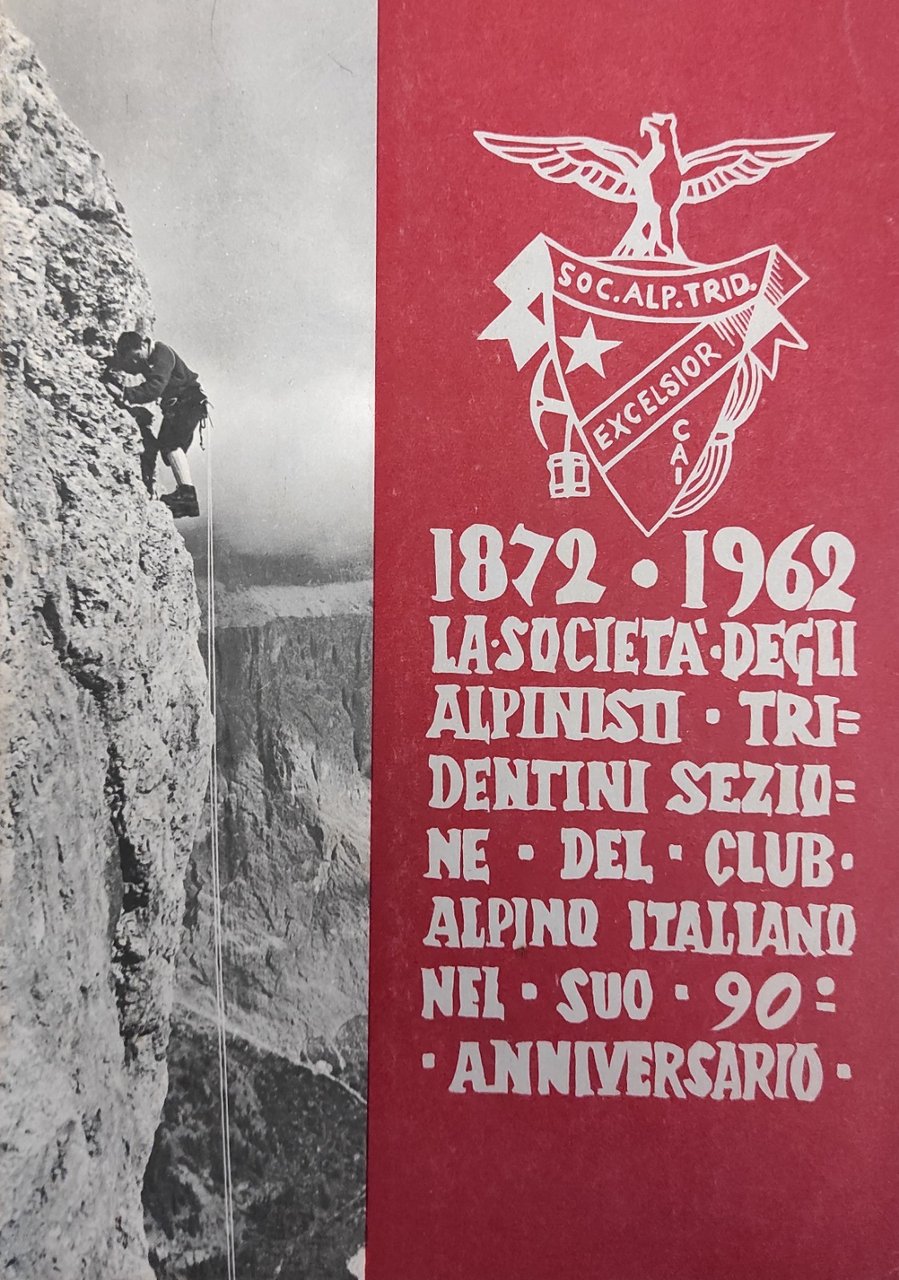 SOC. ALP. TRID.
EXCELSIOR
CAI
1872 • 1962
LA·SOCIETA'·DEGLI
ALPINISTI · TRI=
DENTINI SEZIO=
NE · DEL · CLUB·
ALPINO ITALIANO
NEL · SUO · 90°=
· ANNIVERSARIO ·